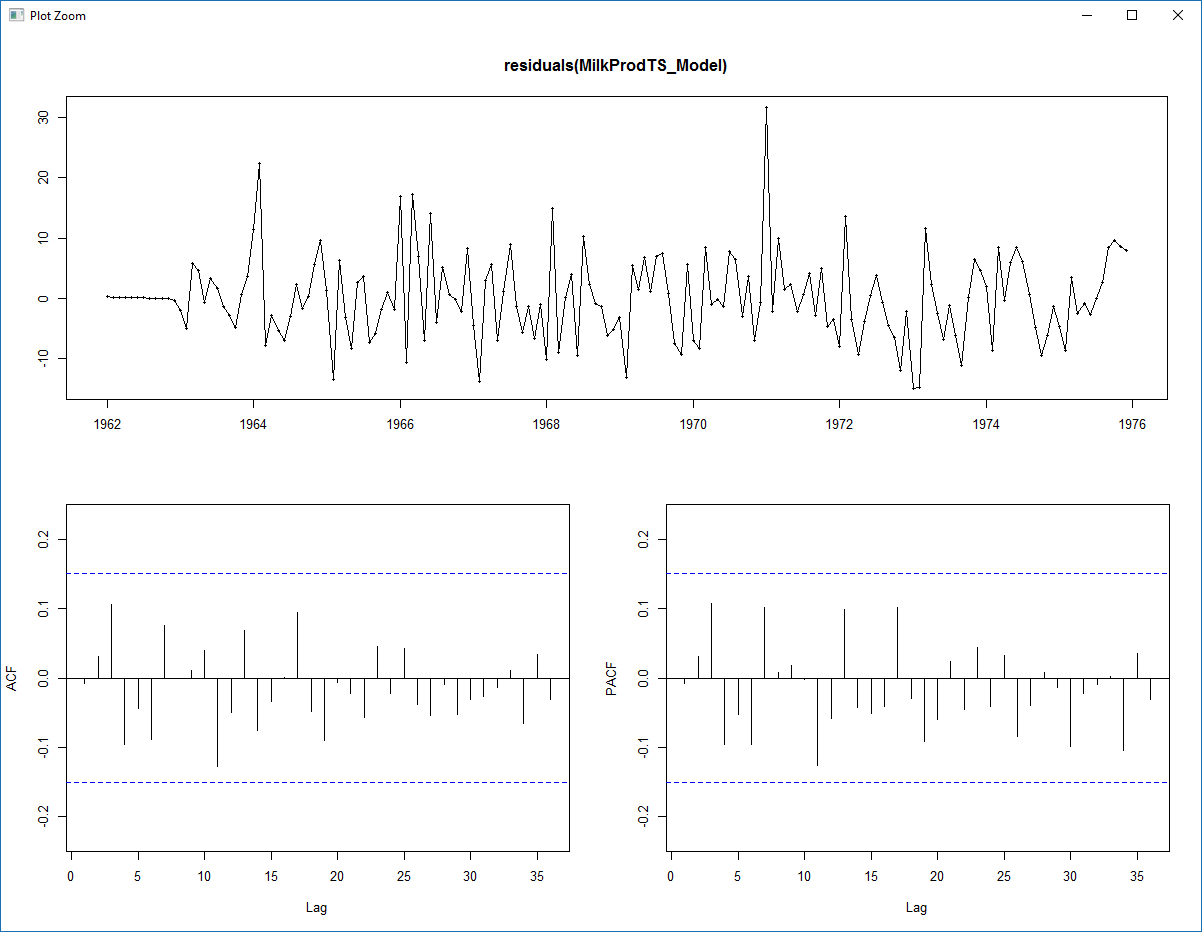 Plot Zoom
residuals(MilkProdTS_Model)
30
20
10
0
-10
1962 1964 1966 1968 1970 1972 1974 1976
ACF
0.2
0.1
0.0
-0.1
-0.2
0 5 10 15 20 25 30 35
Lag
PACF
0.2
0.1
0.0
-0.1
-0.2
0 5 10 15 20 25 30 35
Lag